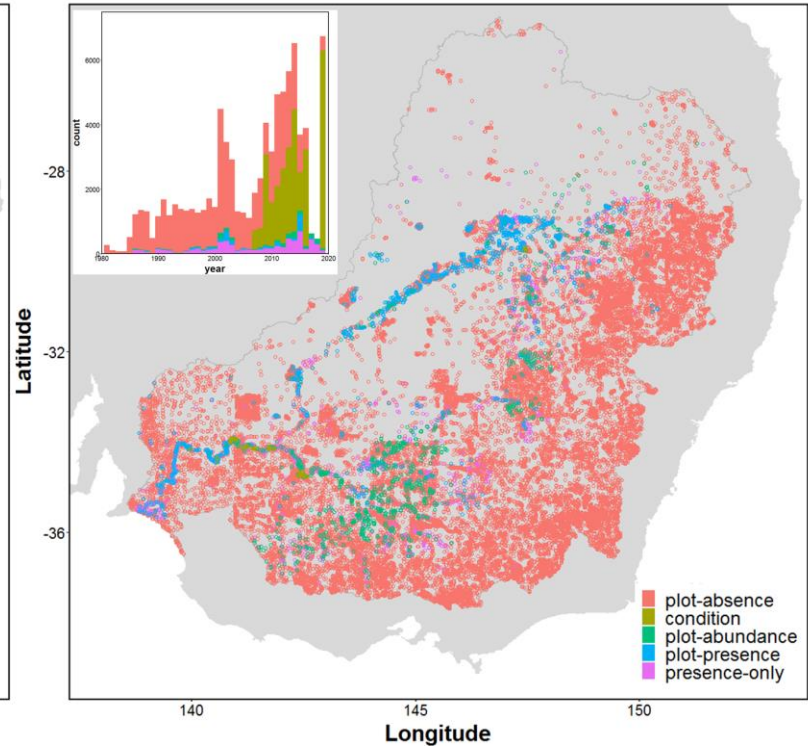 6000
4000
2000
0
count
1980
1990
2000
2010
2020
year
-28
-32
-36
Latitude
plot-absence
condition
plot-abundance
plot-presence
presence-only
140
145
150
Longitude